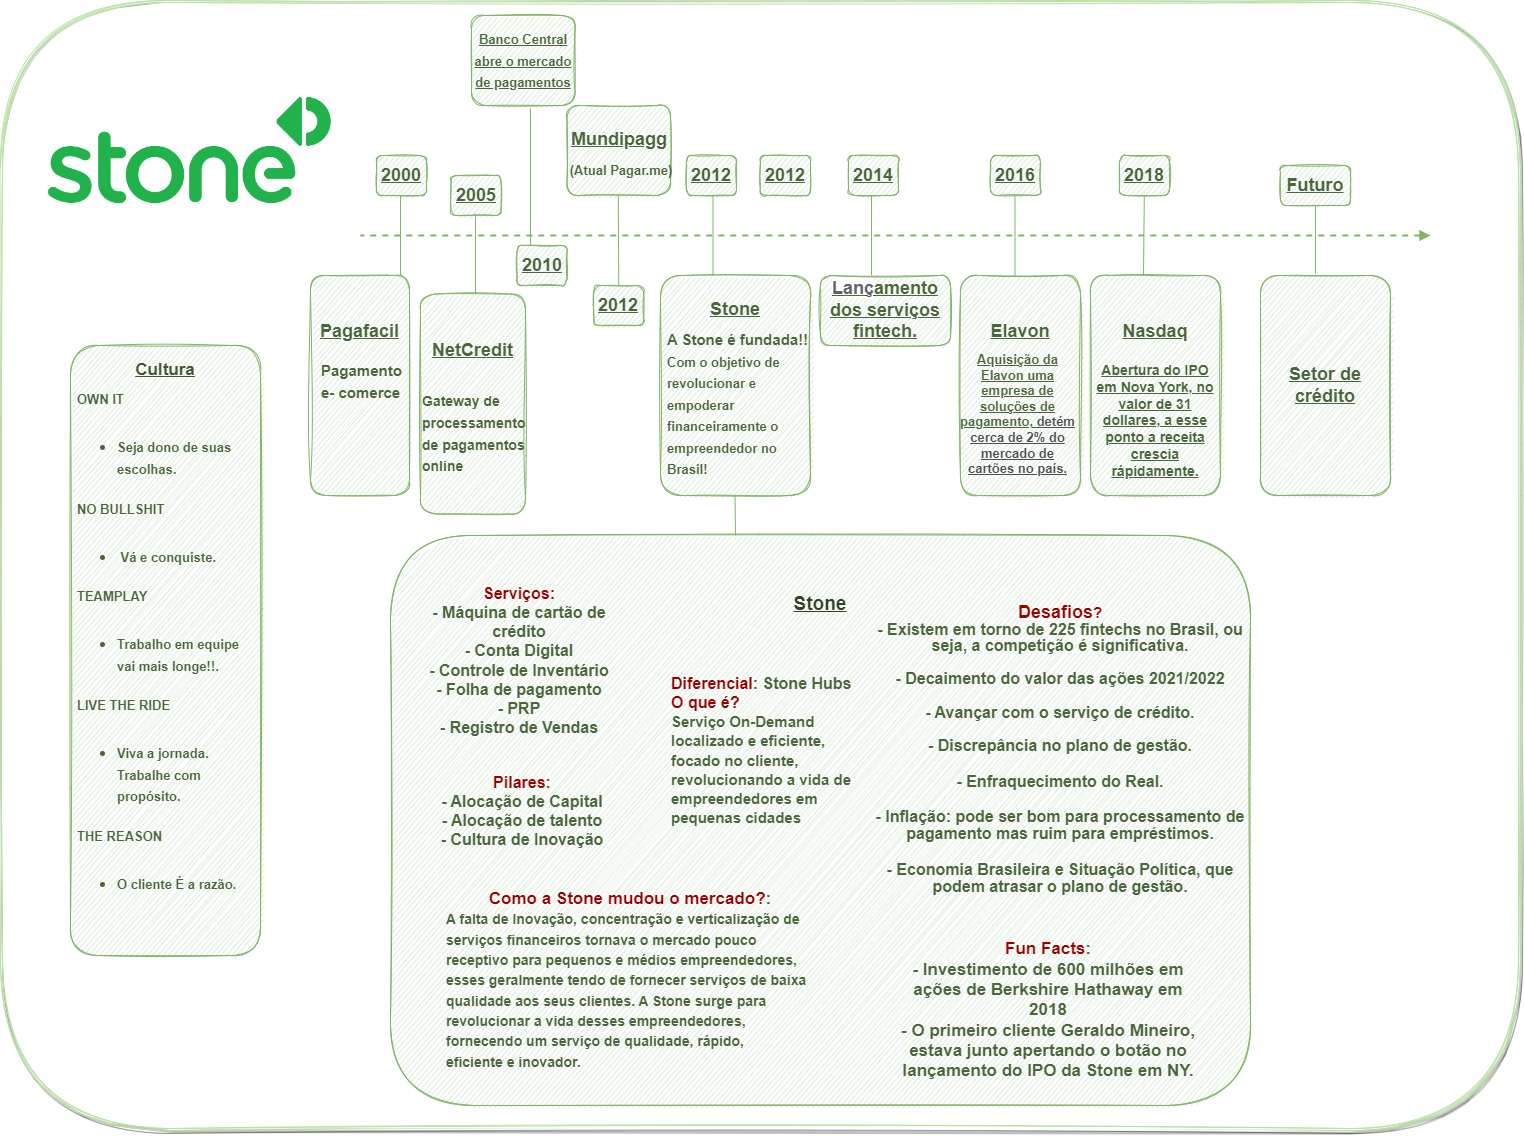 stone
Banco Central
abre o mercado
de pagamentos
Mundipagg
(Atual Pagar.me)
2000
2005
2010
2012
2012
2012
2014
2016
2018
Futuro
Pagafacil
Pagamento
e- comerce
NetCredit
Gateway de
processamento
de pagamentos
online
Stone
A Stone é fundada!!
Com o objetivo de
revolucionar e
empoderar
financeiramente o
empreendedor no
Brasil!
Lançamento
dos serviços
fintech.
Elavon
Aquisição da
Elavon uma
empresa de
soluções de
pagamento, detém
cerca de 2% do
mercado de
cartões no país.
Nasdaq
Abertura do IPO
em Nova York, no
valor de 31
dollares, a esse
ponto a receita
crescia
rápidamente.
Setor de
crédito
Cultura
OWN IT
• Seja dono de suas
escolhas.
NO BULLSHIT
• Vá e conquiste.
TEAMPLAY
• Trabalho em equipe
vai mais longe!!.
LIVE THE RIDE
• Viva a jornada.
Trabalhe com
propósito.
THE REASON
• O cliente É a razão.
Stone
Serviços:
- Máquina de cartão de
crédito
- Conta Digital
- Controle de Inventário
- Folha de pagamento
- PRP
- Registro de Vendas
Pilares:
- Alocação de Capital
- Alocação de talento
- Cultura de Inovação
Diferencial: Stone Hubs
O que é?
Serviço On-Demand
localizado e eficiente,
focado no cliente,
revolucionando a vida de
empreendedores em
pequenas cidades
Desafios?
- Existem em torno de 225 fintechs no Brasil, ou
seja, a competição é significativa.
- Decaimento do valor das ações 2021/2022
- Avançar com o serviço de crédito.
- Discrepância no plano de gestão.
- Enfraquecimento do Real.
- Inflação: pode ser bom para processamento de
pagamento mas ruim para empréstimos.
- Economia Brasileira e Situação Política, que
podem atrasar o plano de gestão.
Como a Stone mudou o mercado?:
A falta de Inovação, concentração e verticalização de
serviços financeiros tornava o mercado pouco
receptivo para pequenos e médios empreendedores,
esses geralmente tendo de fornecer serviços de baixa
qualidade aos seus clientes. A Stone surge para
revolucionar a vida desses empreendedores,
fornecendo um serviço de qualidade, rápido,
eficiente e inovador.
Fun Facts:
- Investimento de 600 milhões em
ações de Berkshire Hathaway em
2018
- O primeiro cliente Geraldo Mineiro,
estava junto apertando o botão no
lançamento do IPO da Stone em NY.